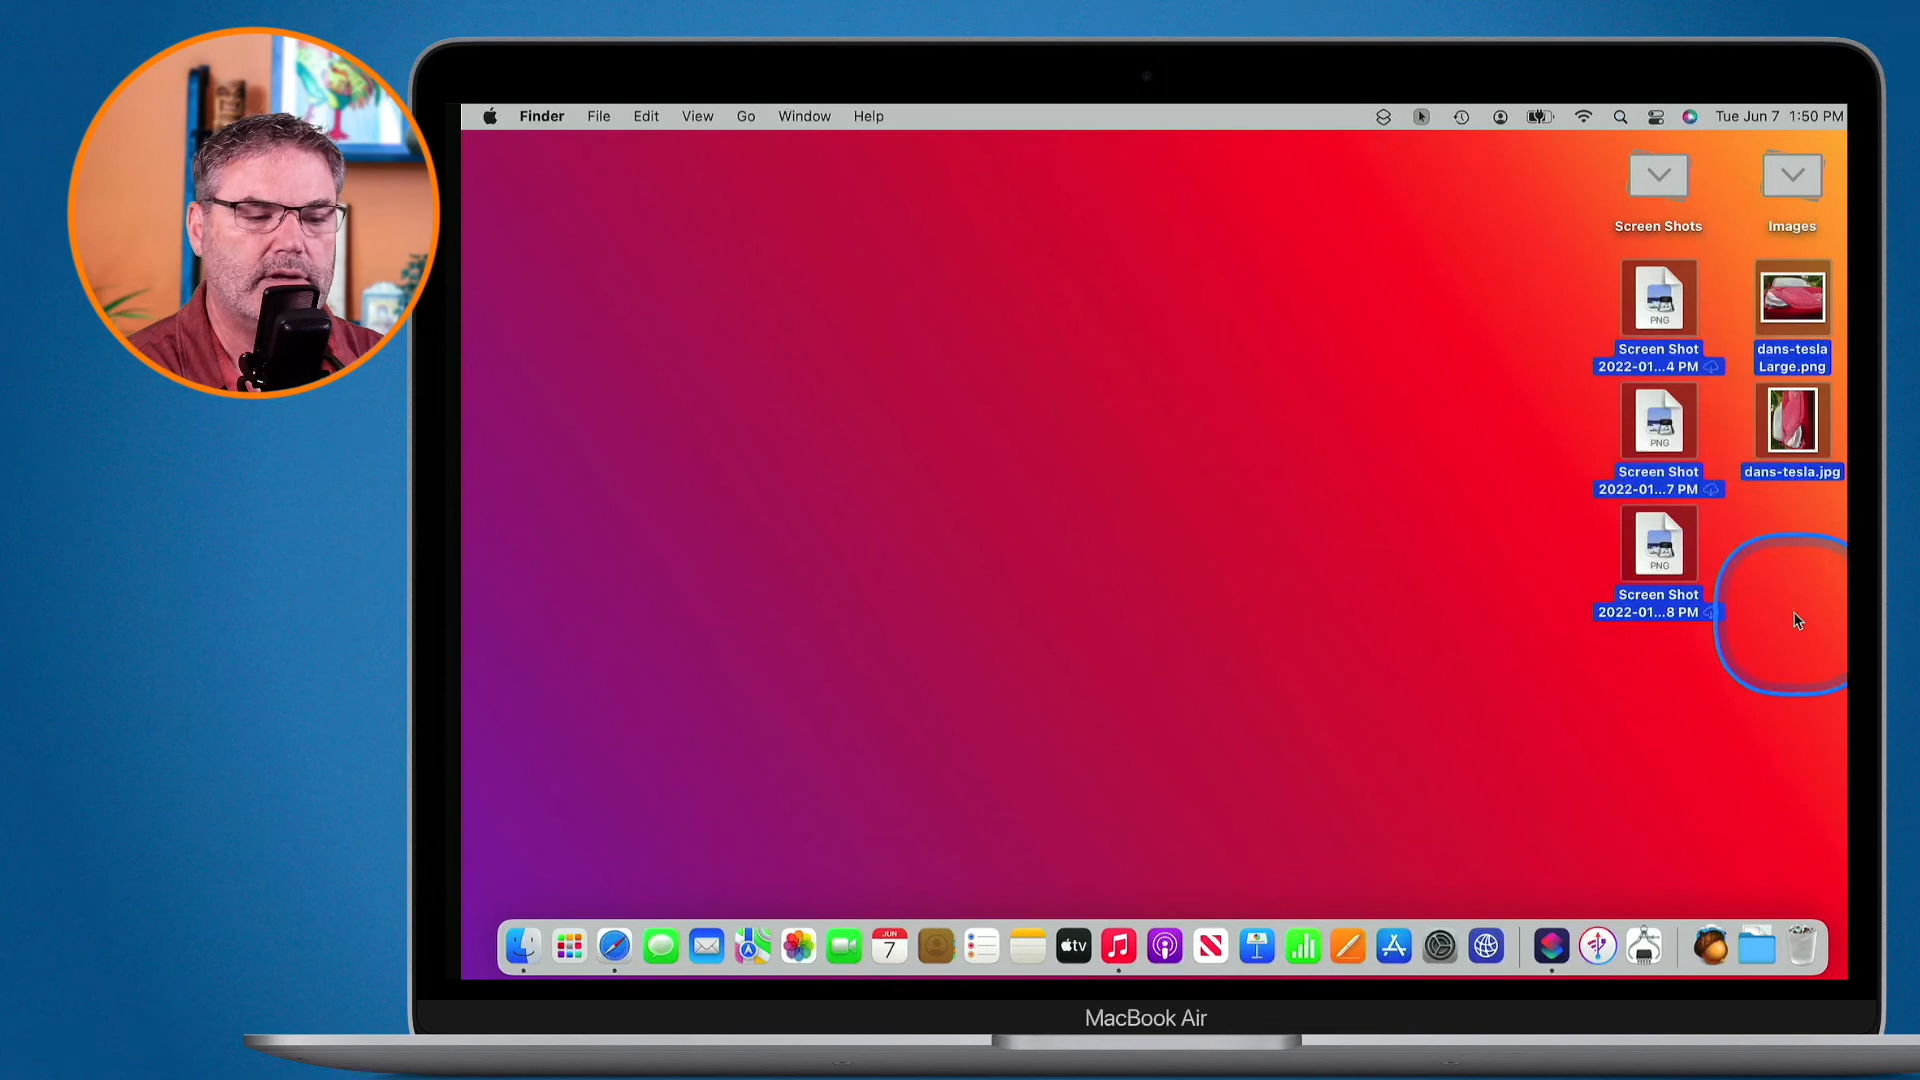 Finder File Edit View Go Window Help Tue Jun 7 1:50 PM
Screen Shots
Images
PNG
Screen Shot
2022-01...4 PM
dans-tesla
Large.png
PNG
Screen Shot
2022-01...7 PM
dans-tesla.jpg
PNG
Screen Shot
2022-01...8 PM
JUN
7
tv
MacBook Air